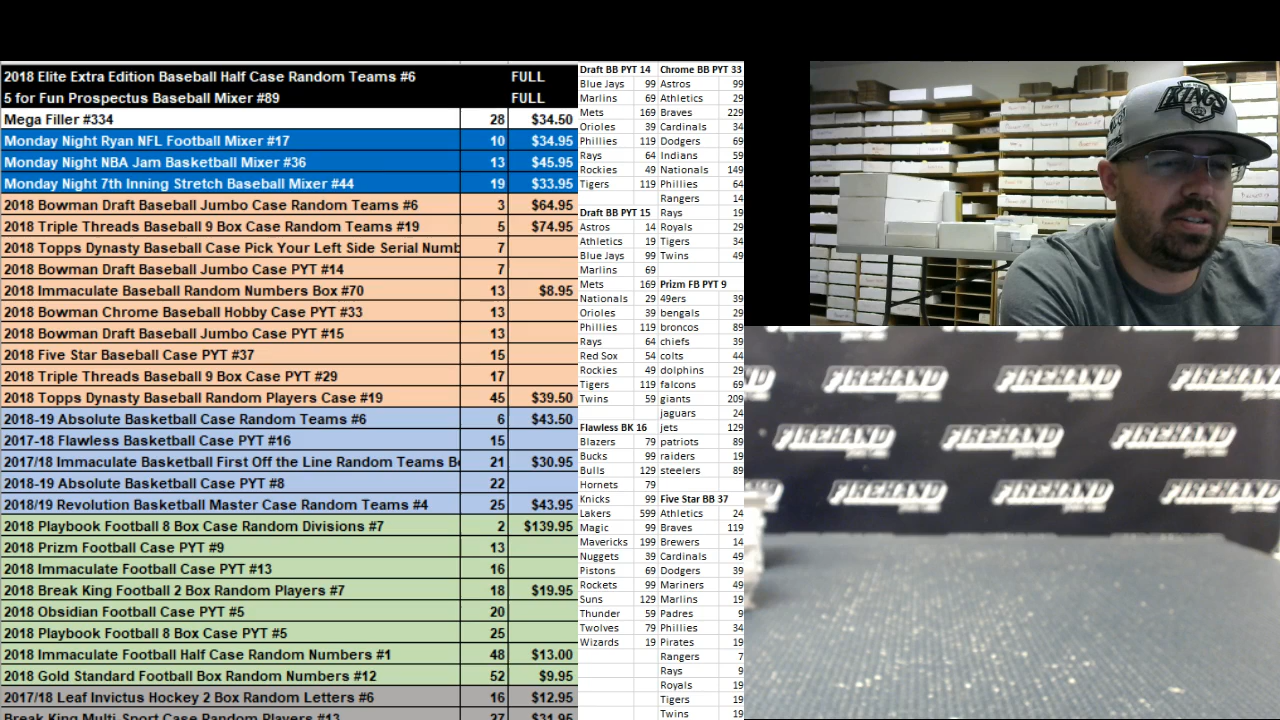 2018 Elite Extra Edition Baseball Half Case Random Teams #6 FULL
5 for Fun Prospectus Baseball Mixer #89 FULL
Mega Filler #334 28 $34.50
Monday Night Ryan NFL Football Mixer #17 10 $34.95
Monday Night NBA Jam Basketball Mixer #36 13 $45.95
Monday Night 7th Inning Stretch Baseball Mixer #44 19 $33.95
2018 Bowman Draft Baseball Jumbo Case Random Teams #6 3 $64.95
2018 Triple Threads Baseball 9 Box Case Random Teams #19 5 $74.95
2018 Topps Dynasty Baseball Case Pick Your Left Side Serial Numb 7
2018 Bowman Draft Baseball Jumbo Case PYT #14 7
2018 Immaculate Baseball Random Numbers Box #70 13 $8.95
2018 Bowman Chrome Baseball Hobby Case PYT #33 13
2018 Bowman Draft Baseball Jumbo Case PYT #15 13
2018 Five Star Baseball Case PYT #37 15
2018 Triple Threads Baseball 9 Box Case PYT #29 17
2018 Topps Dynasty Baseball Random Players Case #19 45 $39.50
2018-19 Absolute Basketball Case Random Teams #6 6 $43.50
2017-18 Flawless Basketball Case PYT #16 15
2017/18 Immaculate Basketball First Off the Line Random Teams Bo 21 $30.95
2018-19 Absolute Basketball Case PYT #8 22
2018/19 Revolution Basketball Master Case Random Teams #4 25 $43.95
2018 Playbook Football 8 Box Case Random Divisions #7 2 $139.95
2018 Prizm Football Case PYT #9 13
2018 Immaculate Football Case PYT #13 16
2018 Break King Football 2 Box Random Players #7 18 $19.95
2018 Obsidian Football Case PYT #5 20
2018 Playbook Football 8 Box Case PYT #5 25
2018 Immaculate Football Half Case Random Numbers #1 48 $13.00
2018 Gold Standard Football Box Random Numbers #12 52 $9.95
2017/18 Leaf Invictus Hockey 2 Box Random Letters #6 16 $12.95
Break King Multi-Sport Case Random Players #13 27 $31.95
Draft BB PYT 14
Blue Jays 99
Marlins 69
Mets 169
Orioles 39
Phillies 119
Rays 64
Rockies 49
Tigers 119
Draft BB PYT 15
Astros 14
Athletics 19
Blue Jays 99
Marlins 69
Mets 169
Nationals 29
Orioles 39
Phillies 119
Rays 64
Red Sox 54
Rockies 49
Tigers 119
Twins 59
Flawless BK 16
Blazers 79
Bucks 99
Bulls 129
Hornets 79
Knicks 99
Lakers 599
Magic 99
Mavericks 199
Nuggets 39
Pistons 69
Rockets 99
Suns 129
Thunder 59
Twolves 79
Wizards 19
Chrome BB PYT 33
Astros 99
Athletics 29
Braves 229
Cardinals 34
Dodgers 69
Indians 59
Nationals 149
Phillies 64
Rangers 14
Rays 19
Royals 29
Tigers 34
Twins 49
Prizm FB PYT 9
49ers 39
bengals 29
broncos 89
chiefs 39
colts 44
dolphins 29
falcons 69
giants 209
jaguars 24
jets 129
patriots 89
raiders 19
steelers 89
Five Star BB 37
Athletics 24
Braves 119
Brewers 14
Cardinals 49
Dodgers 39
Mariners 49
Marlins 19
Padres 9
Phillies 34
Pirates 19
Rangers 7
Rays 9
Royals 19
Tigers 19
Twins 19
KINGS
FIREHAND FIREHAND FIREHAND
FIREHAND FIREHAND FIREHAND
FIREHAND FIREHAND